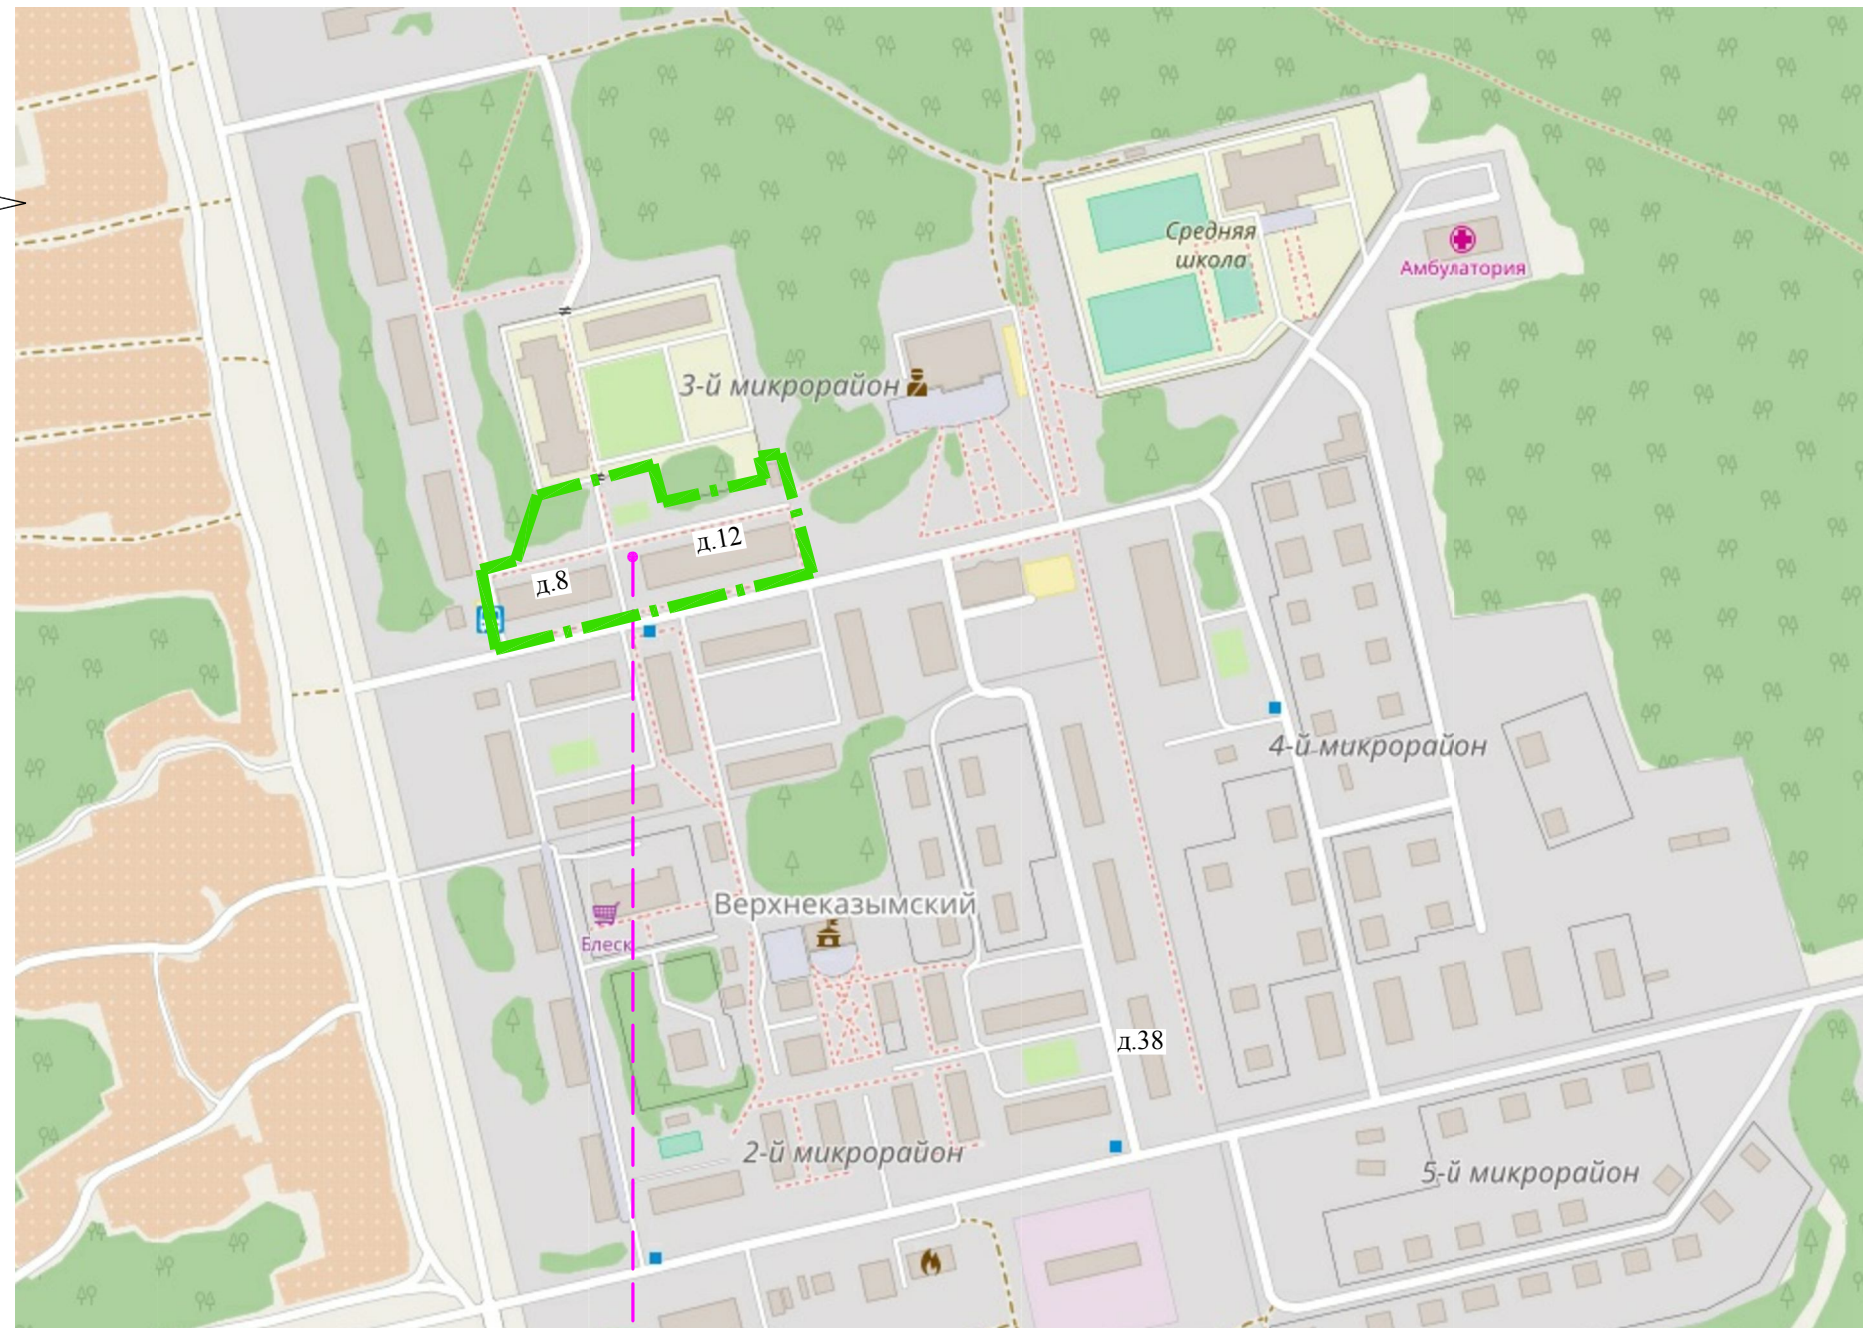 Средняя
школа
Амбулатория
3-й микрорайон
д.12
д.8
4-й микрорайон
Верхнеказымский
Блеск
д.38
2-й микрорайон
5-й микрорайон